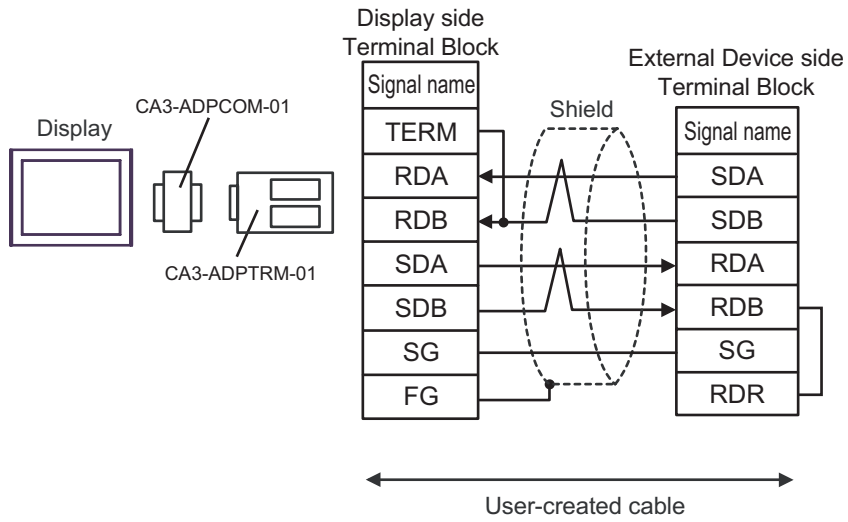 Display side
Terminal Block
External Device side
Terminal Block
Display
CA3-ADPCOM-01
CA3-ADPTRM-01
Shield
Signal name
TERM
RDA
RDB
SDA
SDB
SG
FG
Signal name
SDA
SDB
RDA
RDB
SG
RDR
User-created cable